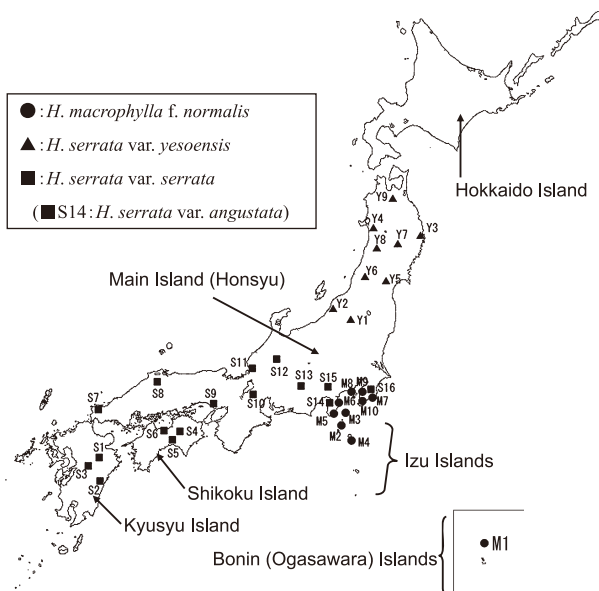 ● : H. macrophylla f. normalis
▲ : H. serrata var. yesoensis
■ : H. serrata var. serrata
( ■ S14 : H. serrata var. angustata )
Hokkaido Island
Y9
Y4
Y3
Y8
Y7
Main Island (Honsyu)
Y6
Y5
Y2
Y1
S11
S12
S13
S15
M8
M9
S16
S7
S8
S9
S10
S14
M6
M7
M10
M5
M3
S6
S4
M2
M4
S1
S5
S3
S2
Izu Islands
Shikoku Island
Kyusyu Island
Bonin (Ogasawara) Islands
M1